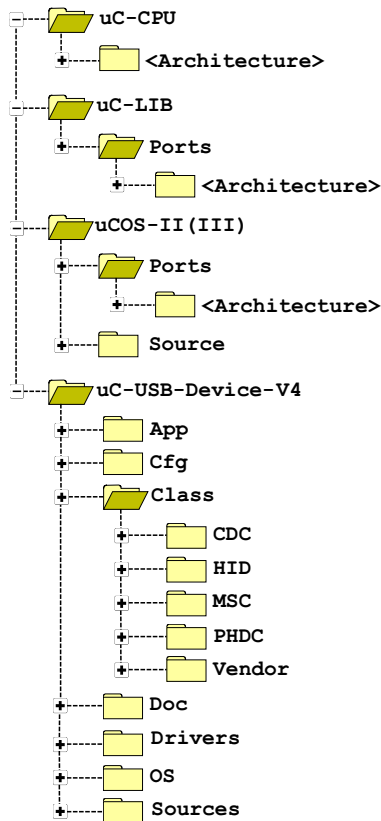 uC-CPU
<Architecture>
uC-LIB
Ports
<Architecture>
uCOS-II(III)
Ports
<Architecture>
Source
uC-USB-Device-V4
App
Cfg
Class
CDC
HID
MSC
PHDC
Vendor
Doc
Drivers
OS
Sources